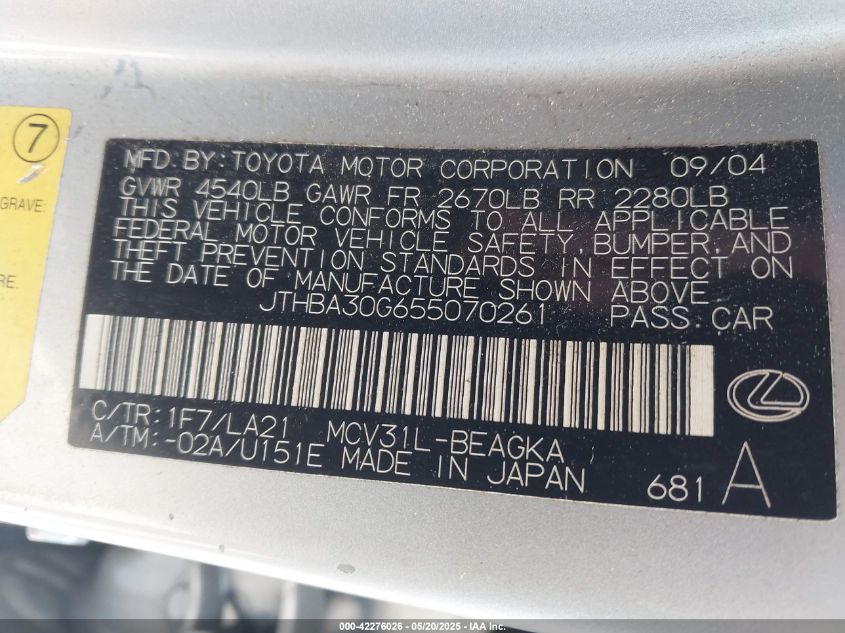 7
GRAVE:
RE.
MFD.BY:TOYOTA MOTOR CORPORATION 09/04
GVWR 4540LB GAWR FR 2670LB RR 2280LB
THIS VEHICLE CONFORMS TO ALL APPLICABLE
FEDERAL MOTOR VEHICLE SAFETY,BUMPER,AND
THEFT PREVENTION STANDARDS IN EFFECT ON
THE DATE OF MANUFACTURE SHOWN ABOVE.
JTHBA30G655070261 PASS.CAR
C/TR:1F7/LA21 MCV31L-BEAGKA
A/TM:-02A/U151E MADE IN JAPAN 681 A
000-42276026 - 05/20/2025 - IAA Inc.